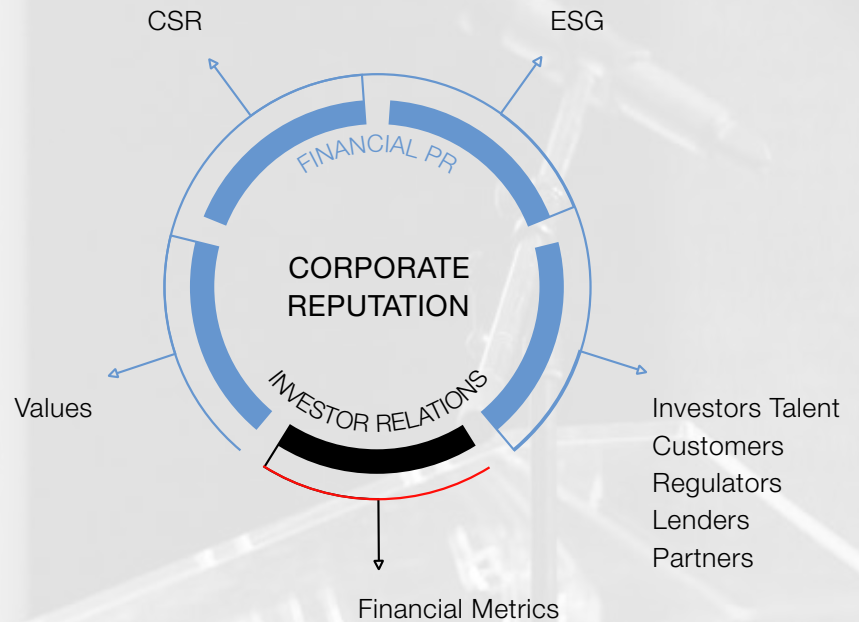 CSR
ESG
FINANCIAL PR
CORPORATE
REPUTATION
INVESTOR RELATIONS
Values
Investors Talent
Customers
Regulators
Lenders
Partners
Financial Metrics